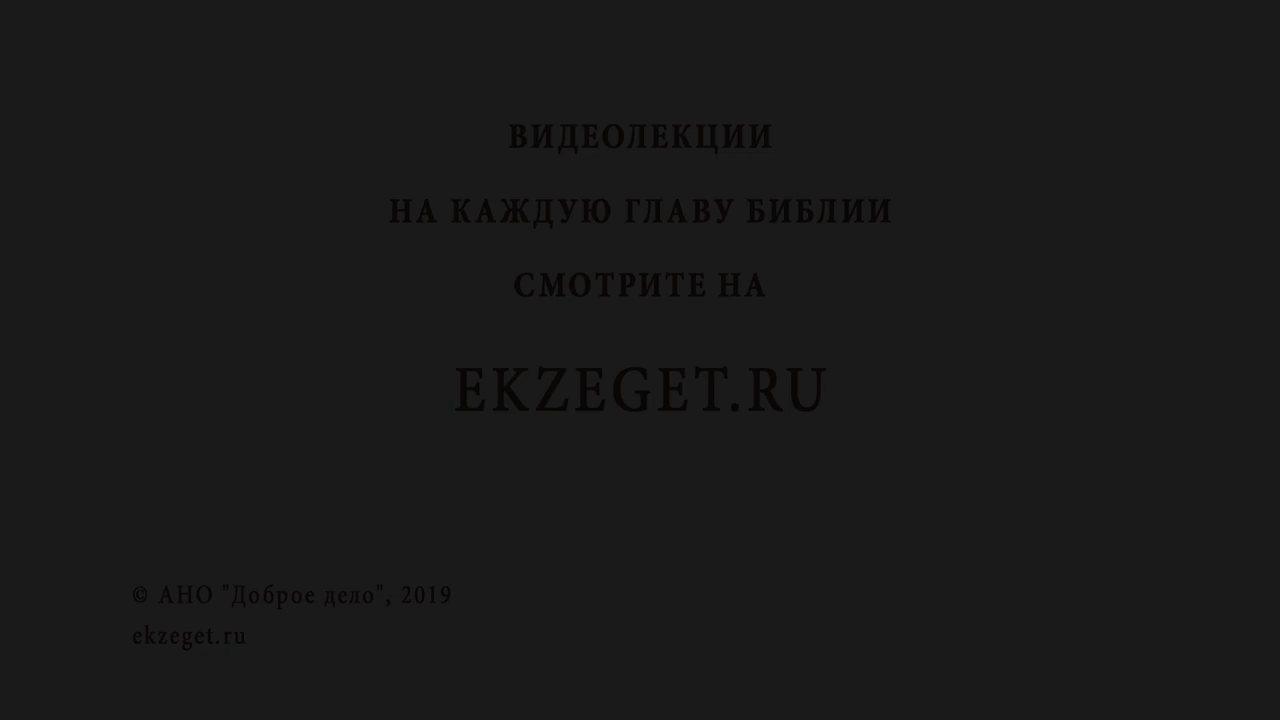 ВИДЕОЛЕКЦИИ
НА КАЖДУЮ ГЛАВУ БИБЛИИ
СМОТРИТЕ НА
EKZEGET.RU
© АНО "Доброе дело", 2019
ekzeget.ru